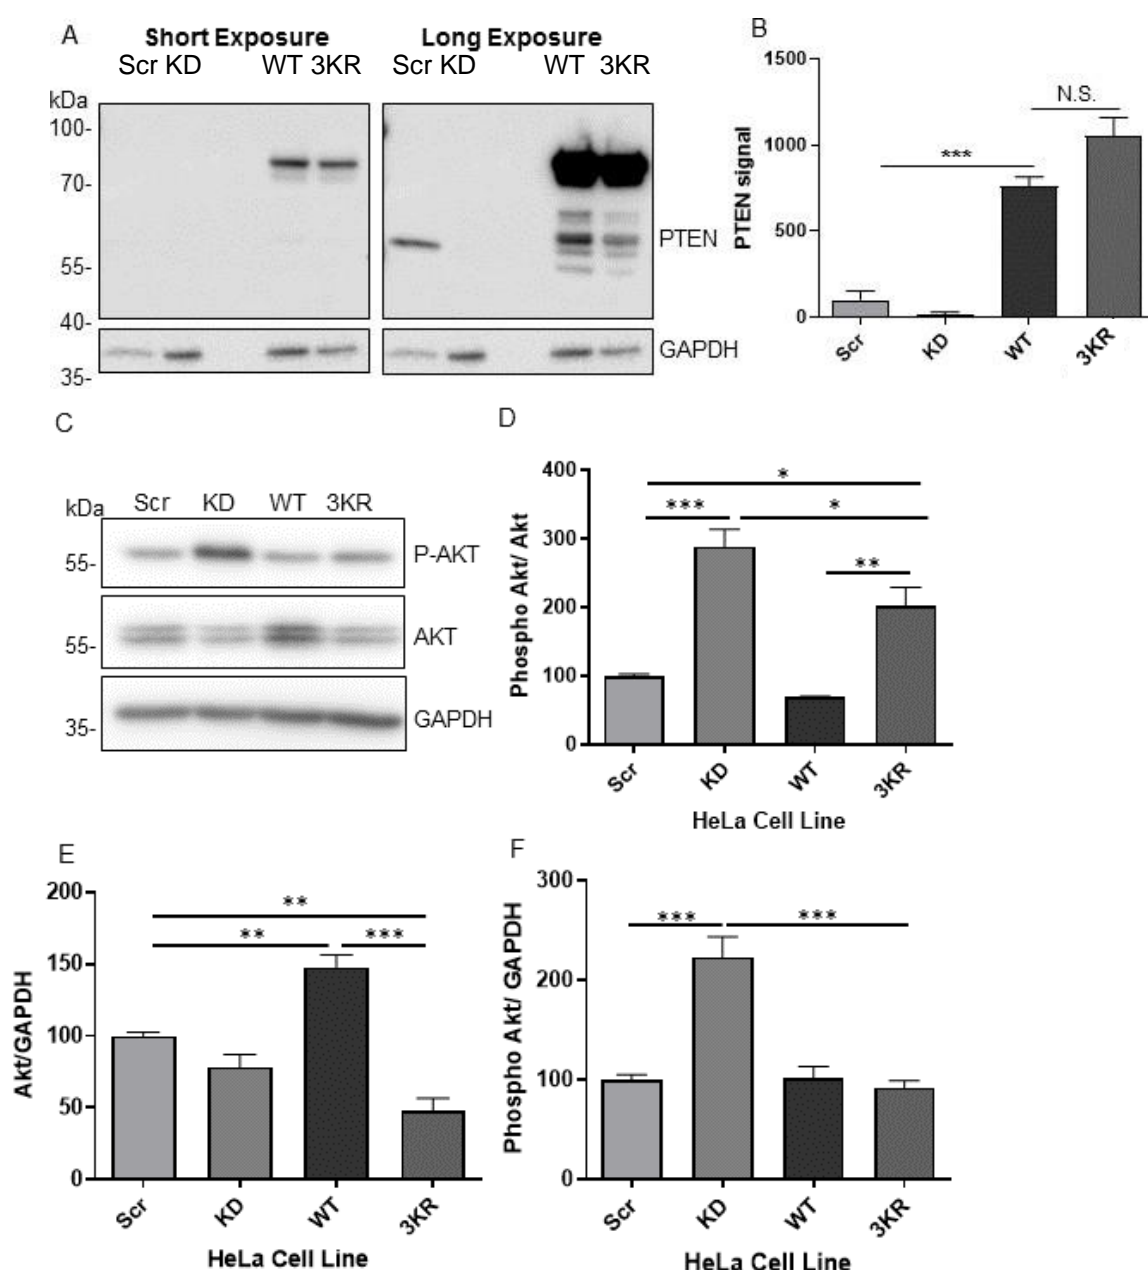 A
Short Exposure
Long Exposure
Scr KD
WT 3KR
Scr KD
WT 3KR
kDa
100-
70-
55-
40-
35-
PTEN
GAPDH
B
1500
1000
500
0
PTEN signal
***
N.S.
Scr
KD
WT
3KR
C
kDa
Scr
KD
WT
3KR
55-
P-AKT
55-
AKT
35-
GAPDH
D
400
300
200
100
0
Phospho Akt/ Akt
*
***
*
**
Scr
KD
WT
3KR
HeLa Cell Line
E
200
150
100
50
0
Akt/GAPDH
**
**
***
Scr
KD
WT
3KR
HeLa Cell Line
F
300
200
100
0
Phospho Akt/ GAPDH
***
***
Scr
KD
WT
3KR
HeLa Cell Line